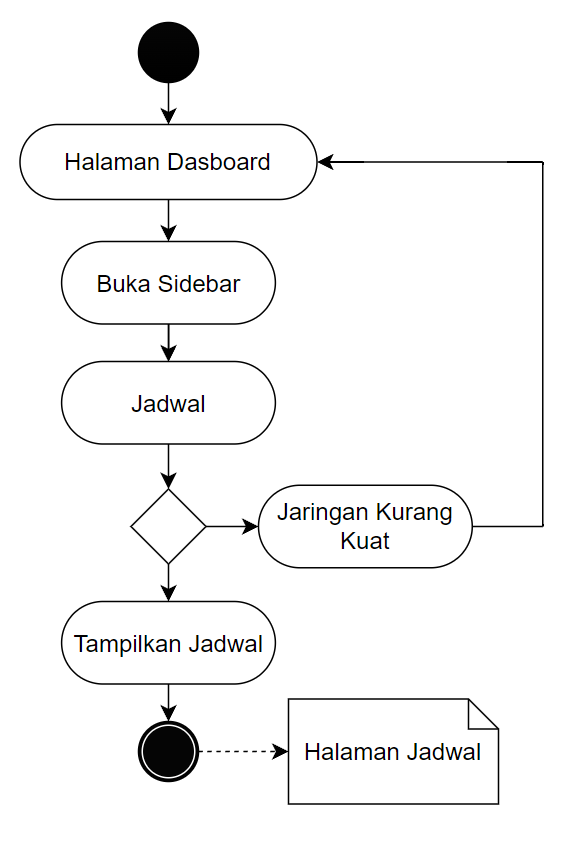 Halaman Dasboard
Buka Sidebar
Jadwal
Jaringan Kurang
Kuat
Tampilkan Jadwal
Halaman Jadwal